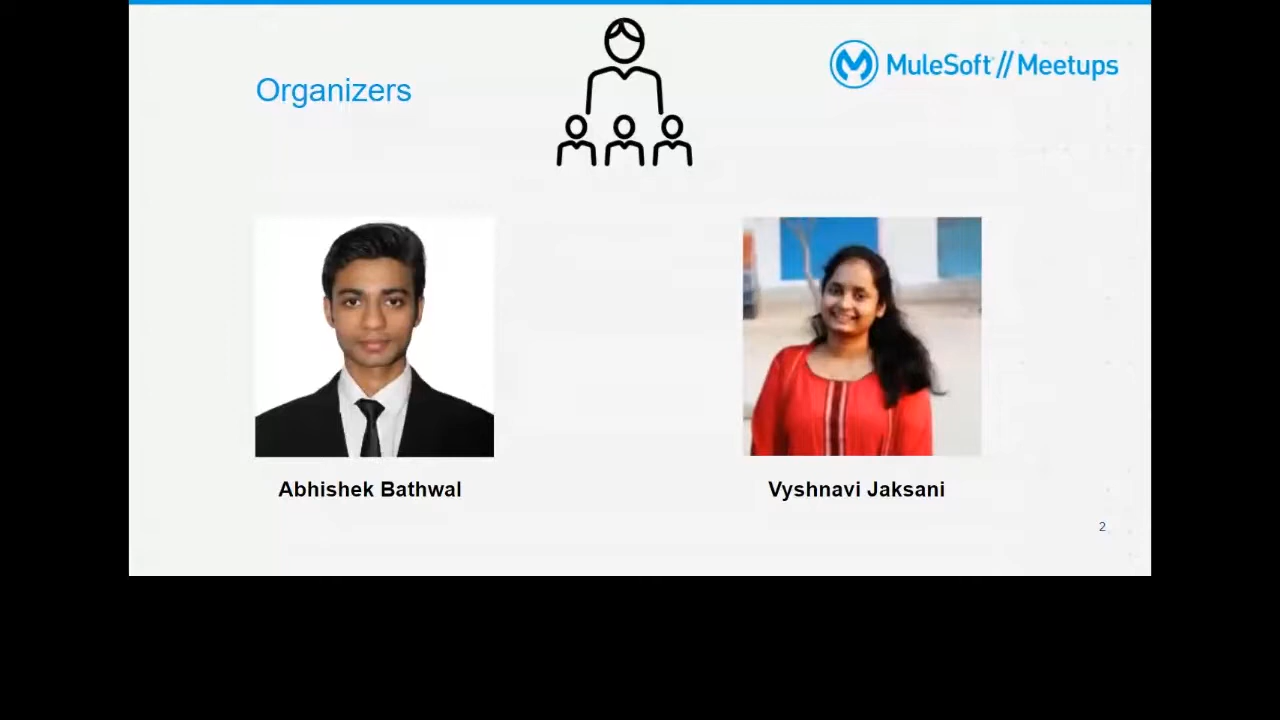 Organizers
MuleSoft // Meetups
Abhishek Bathwal
Vyshnavi Jaksani
2